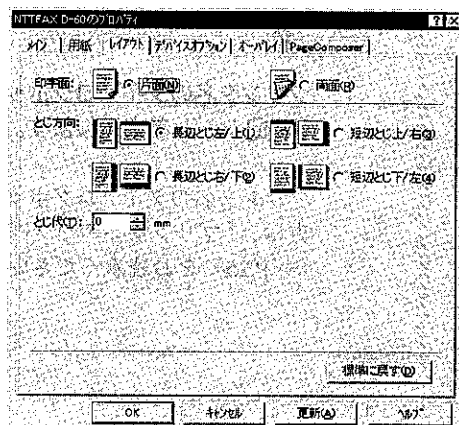 NTTFAX D-60のプロパティ
メイン 用紙 レイアウト デバイスオプション オーバレイ PageComposer
印字面: 片面(N) 両面(R)
とじ方向: 長辺とじ左/上(1) 短辺とじ上/右(3)
長辺とじ右/下(2) 短辺とじ下/左(4)
とじ代(T): 0 mm
標準に戻す(D)
OK キャンセル 更新(A) ヘルプ